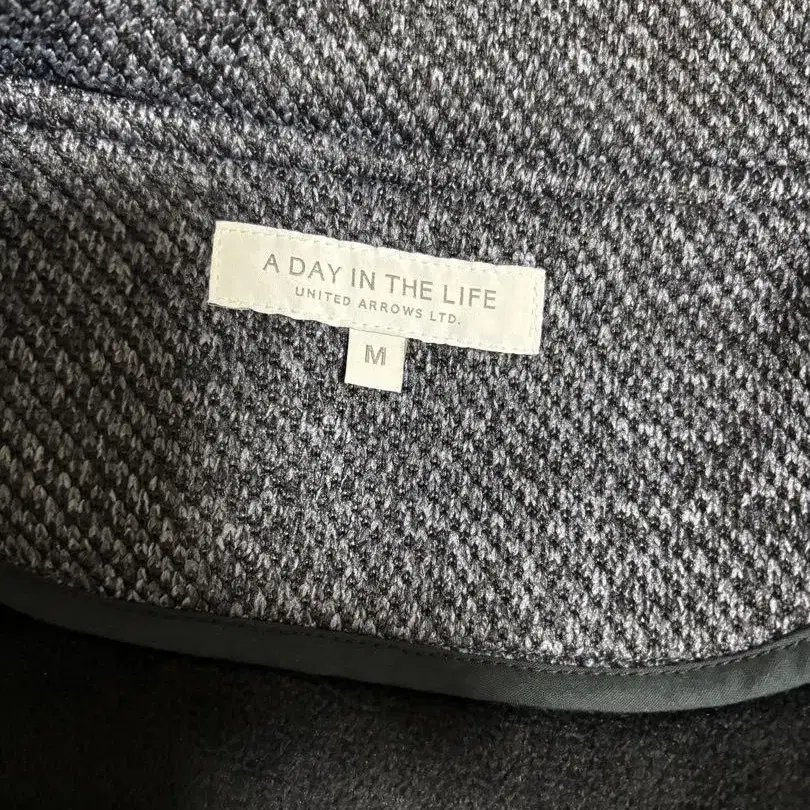 A DAY IN THE LIFE
UNITED ARROWS LTD.
M